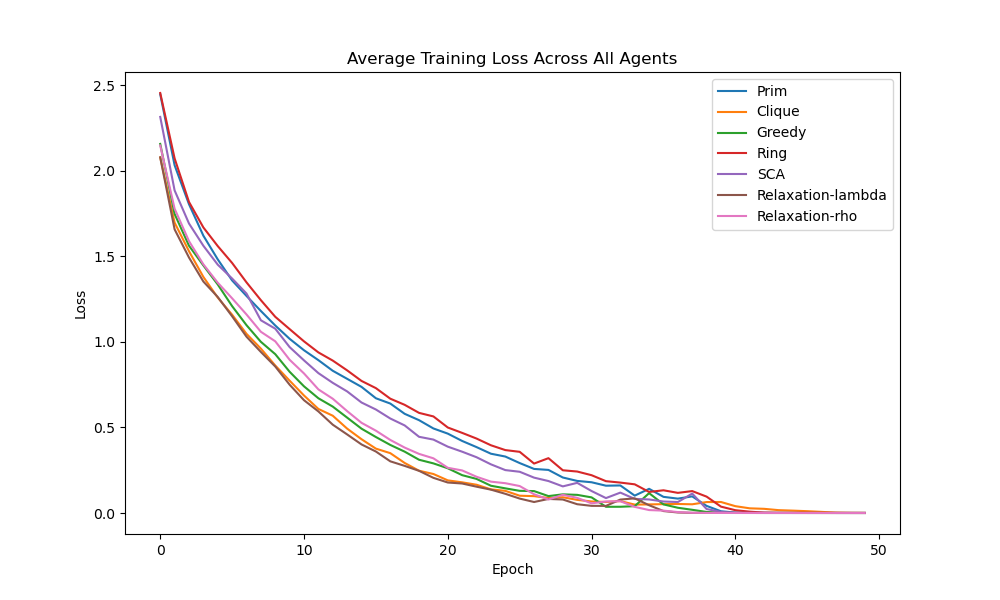 Average Training Loss Across All Agents
2.5
2.0
1.5
1.0
0.5
0.0
Loss
0
10
20
30
40
50
Epoch
Prim
Clique
Greedy
Ring
SCA
Relaxation-lambda
Relaxation-rho